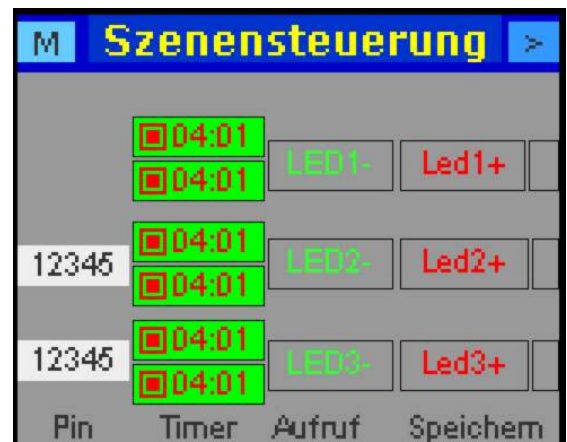 M Szenensteuerung >
04:01
LED1- Led1+
04:01
04:01
12345 LED2- Led2+
04:01
04:01
12345 LED3- Led3+
04:01
Pin Timer Aufruf Speichern